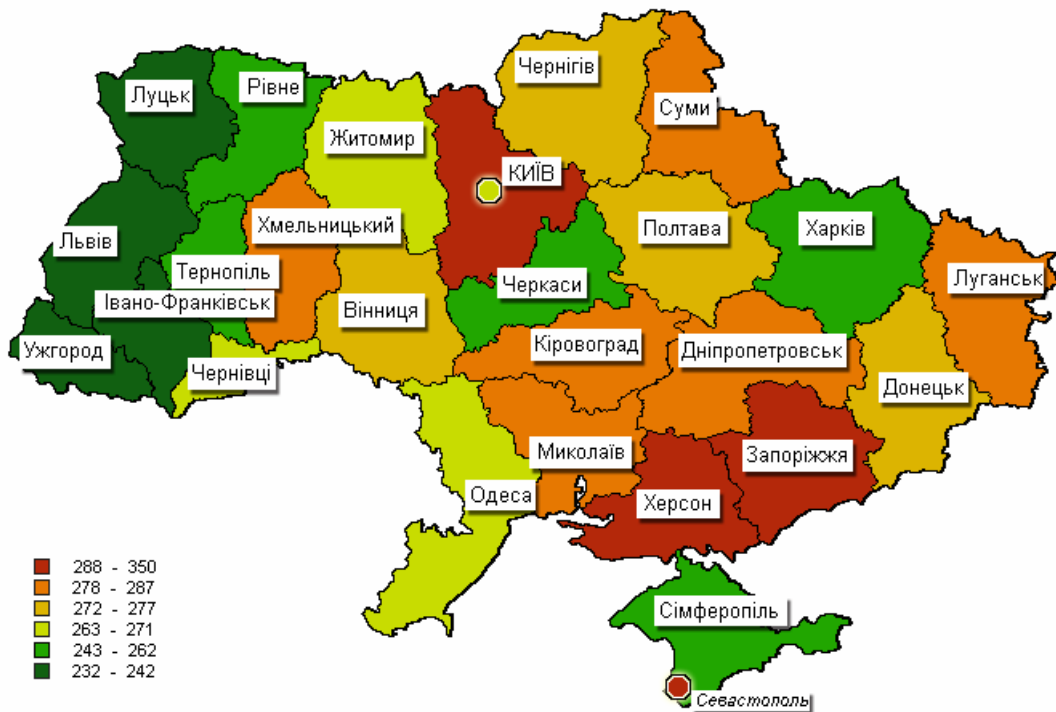 Чернігів
Луцьк
Рівне
Суми
Житомир
КИЇВ
Хмельницький
Полтава
Харків
Львів
Тернопіль
Луганськ
Черкаси
Івано-Франківськ
Вінниця
Ужгород
Кіровоград
Дніпропетровськ
Чернівці
Донецьк
Миколаїв
Запоріжжя
Одеса
Херсон
288 - 350
278 - 287
272 - 277
263 - 271
243 - 262
232 - 242
Сімферопіль
Севастополь